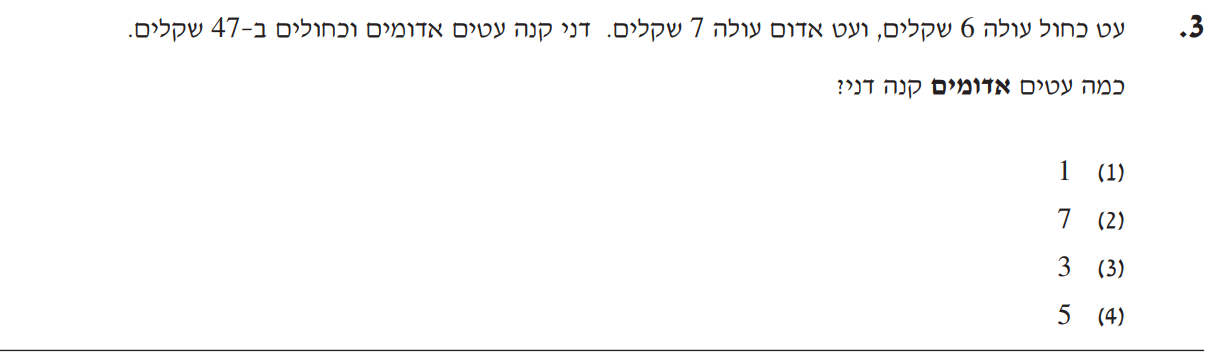 3. עט כחול עולה 6 שקלים, ועט אדום עולה 7 שקלים. דני קנה עטים אדומים וכחולים ב-47 שקלים.
כמה עטים אדומים קנה דני?
(1) 1
(2) 7
(3) 3
(4) 5